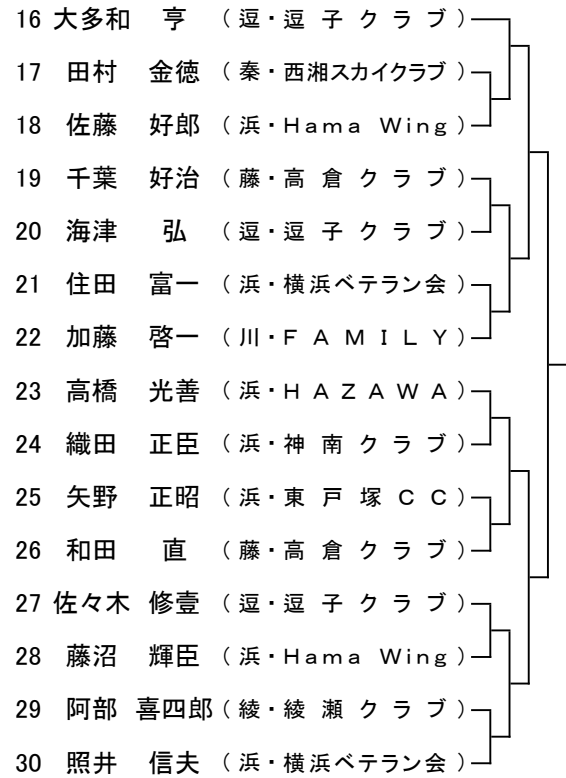 16 大多和 亨 (逗・逗子クラブ)
17 田村 金徳 (秦・西湘スカイクラブ)
18 佐藤 好郎 (浜・Hama Wing)
19 千葉 好治 (藤・高倉クラブ)
20 海津 弘 (逗・逗子クラブ)
21 住田 富一 (浜・横浜ベテラン会)
22 加藤 啓一 (川・FAMILY)
23 高橋 光善 (浜・HAZAWA)
24 織田 正臣 (浜・神南クラブ)
25 矢野 正昭 (浜・東戸塚CC)
26 和田 直 (藤・高倉クラブ)
27 佐々木 修壹 (逗・逗子クラブ)
28 藤沼 輝臣 (浜・Hama Wing)
29 阿部 喜四郎 (綾・綾瀬クラブ)
30 照井 信夫 (浜・横浜ベテラン会)